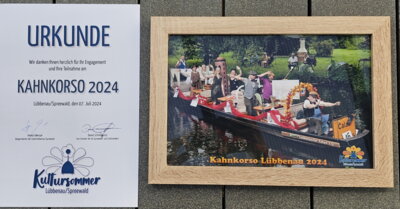 URKUNDE
Wir danken Ihnen herzlich für Ihr Engagement
und Ihre Teilnahme am
KAHNKORSO 2024
Lübbenau/Spreewald, den 07. Juli 2024
Kultursommer
Lübbenau/Spreewald
Kahnkorso Lübbenau 2024